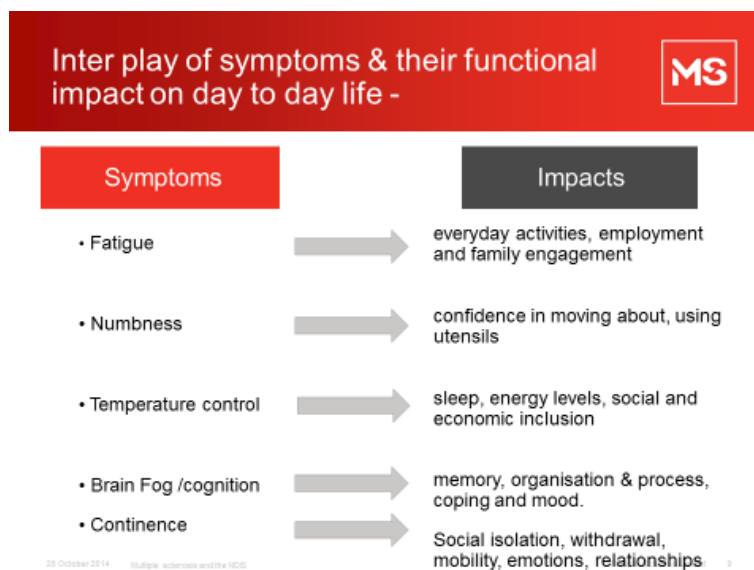 Inter play of symptoms & their functional
impact on day to day life -
MS
Symptoms
Impacts
• Fatigue
everyday activities, employment
and family engagement
• Numbness
confidence in moving about, using
utensils
• Temperature control
sleep, energy levels, social and
economic inclusion
• Brain Fog /cognition
memory, organisation & process,
coping and mood.
• Continence
Social isolation, withdrawal,
mobility, emotions, relationships
28 October 2014
Multiple sclerosis and the NDIS